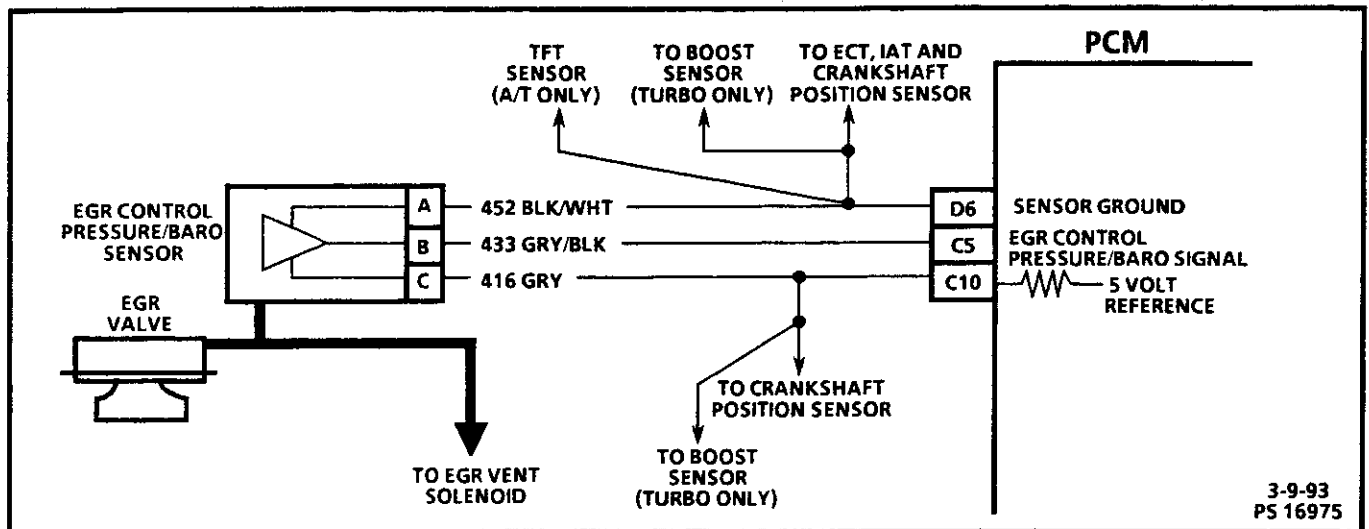 PCM
TFT
SENSOR
(A/T ONLY)
TO BOOST
SENSOR
(TURBO ONLY)
TO ECT, IAT AND
CRANKSHAFT
POSITION SENSOR
EGR CONTROL
PRESSURE/BARO
SENSOR
A
452 BLK/WHT
D6
SENSOR GROUND
B
433 GRY/BLK
C5
EGR CONTROL
PRESSURE/BARO SIGNAL
C
416 GRY
C10
5 VOLT
REFERENCE
EGR
VALVE
TO CRANKSHAFT
POSITION SENSOR
TO EGR VENT
SOLENOID
TO BOOST
SENSOR
(TURBO ONLY)
3-9-93
PS 16975